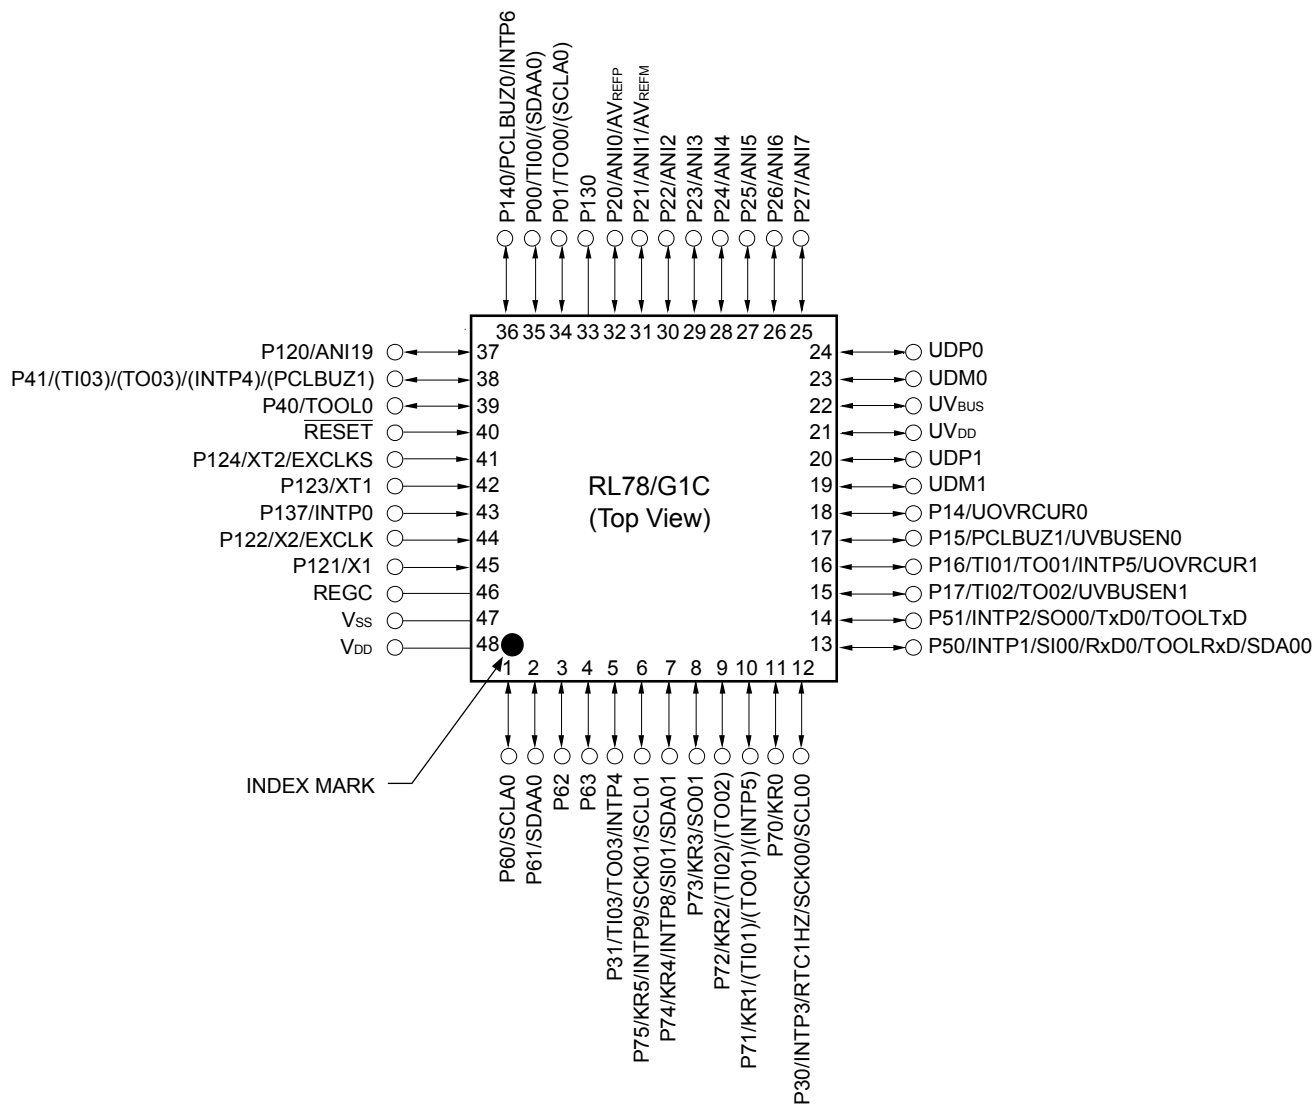 P140/PCLBUZ0/INTP6
P00/TI00/(SDAA0)
P01/TO00/(SCLA0)
P130
P20/ANI0/AVREFP
P21/ANI1/AVREFM
P22/ANI2
P23/ANI3
P24/ANI4
P25/ANI5
P26/ANI6
P27/ANI7
36 35 34 33 32 31 30 29 28 27 26 25
P120/ANI19 37
P41/(TI03)/(TO03)/(INTP4)/(PCLBUZ1) 38
P40/TOOL0 39
RESET 40
P124/XT2/EXCLKS 41
P123/XT1 42
P137/INTP0 43
P122/X2/EXCLK 44
P121/X1 45
REGC 46
VSS 47
VDD 48
RL78/G1C
(Top View)
24 UDP0
23 UDM0
22 UVBUS
21 UVDD
20 UDP1
19 UDM1
18 P14/UOVRCUR0
17 P15/PCLBUZ1/UVBUSEN0
16 P16/TI01/TO01/INTP5/UOVRCUR1
15 P17/TI02/TO02/UVBUSEN1
14 P51/INTP2/SO00/TxD0/TOOLTxD
13 P50/INTP1/SI00/RxD0/TOOLRxD/SDA00
1 2 3 4 5 6 7 8 9 10 11 12
INDEX MARK
P60/SCLA0
P61/SDAA0
P62
P63
P31/TI03/TO03/INTP4
P75/KR5/INTP9/SCK01/SCL01
P74/KR4/INTP8/SI01/SDA01
P73/KR3/SO01
P72/KR2/(TI02)/(TO02)
P71/KR1/(TI01)/(TO01)/(INTP5)
P70/KR0
P30/INTP3/RTC1HZ/SCK00/SCL00